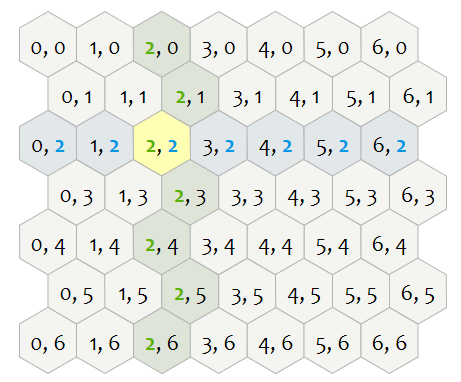 0, 0 1, 0 2, 0 3, 0 4, 0 5, 0 6, 0
0, 1 1, 1 2, 1 3, 1 4, 1 5, 1 6, 1
0, 2 1, 2 2, 2 3, 2 4, 2 5, 2 6, 2
0, 3 1, 3 2, 3 3, 3 4, 3 5, 3 6, 3
0, 4 1, 4 2, 4 3, 4 4, 4 5, 4 6, 4
0, 5 1, 5 2, 5 3, 5 4, 5 5, 5 6, 5
0, 6 1, 6 2, 6 3, 6 4, 6 5, 6 6, 6